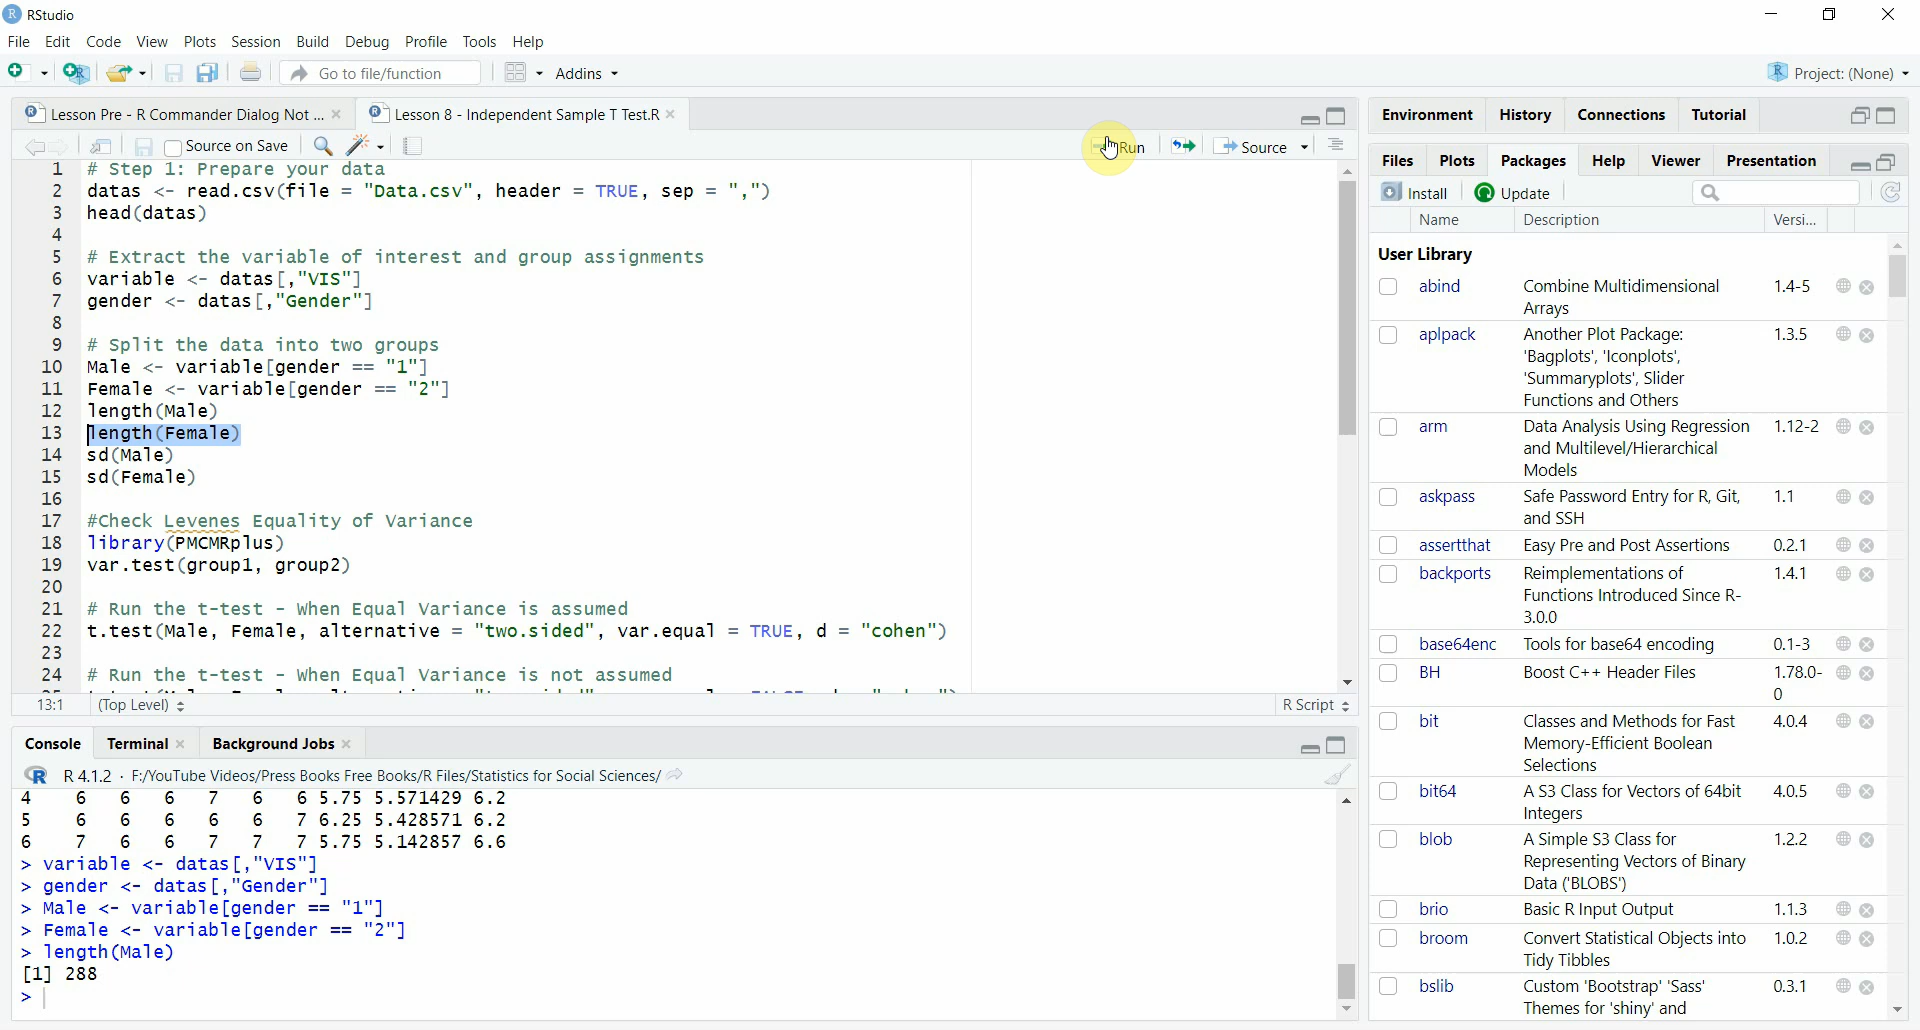 RStudio
File Edit Code View Plots Session Build Debug Profile Tools Help
Go to file/function Addins Project: (None)
Lesson Pre - R Commander Dialog Not ... Lesson 8 - Independent Sample T Test.R
Source on Save Run Source
1 # Step 1: Prepare your data
2 datas <- read.csv(file = "Data.csv", header = TRUE, sep = ",")
3 head(datas)
4
5 # Extract the variable of interest and group assignments
6 variable <- datas[,"VIS"]
7 gender <- datas[,"Gender"]
8
9 # Split the data into two groups
10 Male <- variable[gender == "1"]
11 Female <- variable[gender == "2"]
12 length(Male)
13 length(Female)
14 sd(Male)
15 sd(Female)
16
17 #Check Levenes Equality of Variance
18 library(PMCMRplus)
19 var.test(group1, group2)
20
21 # Run the t-test - When Equal Variance is assumed
22 t.test(Male, Female, alternative = "two.sided", var.equal = TRUE, d = "cohen")
23
24 # Run the t-test - When Equal Variance is not assumed
13:1 (Top Level) R Script
Console Terminal Background Jobs
R 4.1.2 · F:/YouTube Videos/Press Books Free Books/R Files/Statistics for Social Sciences/
4 6 6 6 7 6 6 5.75 5.571429 6.2
5 6 6 6 6 6 7 6.25 5.428571 6.2
6 7 6 6 7 7 7 5.75 5.142857 6.6
> variable <- datas[,"VIS"]
> gender <- datas[,"Gender"]
> Male <- variable[gender == "1"]
> Female <- variable[gender == "2"]
> length(Male)
[1] 288
>
Environment History Connections Tutorial
Files Plots Packages Help Viewer Presentation
Install Update
Name Description Versi...
User Library
abind Combine Multidimensional 1.4-5
Arrays
aplpack Another Plot Package: 1.3.5
'Bagplots', 'Iconplots',
'Summaryplots', Slider
Functions and Others
arm Data Analysis Using Regression 1.12-2
and Multilevel/Hierarchical
Models
askpass Safe Password Entry for R, Git, 1.1
and SSH
assertthat Easy Pre and Post Assertions 0.2.1
backports Reimplementations of 1.4.1
Functions Introduced Since R-
3.0.0
base64enc Tools for base64 encoding 0.1-3
BH Boost C++ Header Files 1.78.0-
0
bit Classes and Methods for Fast 4.0.4
Memory-Efficient Boolean
Selections
bit64 A S3 Class for Vectors of 64bit 4.0.5
Integers
blob A Simple S3 Class for 1.2.2
Representing Vectors of Binary
Data ('BLOBS')
brio Basic R Input Output 1.1.3
broom Convert Statistical Objects into 1.0.2
Tidy Tibbles
bslib Custom 'Bootstrap' 'Sass' 0.3.1
Themes for 'shiny' and